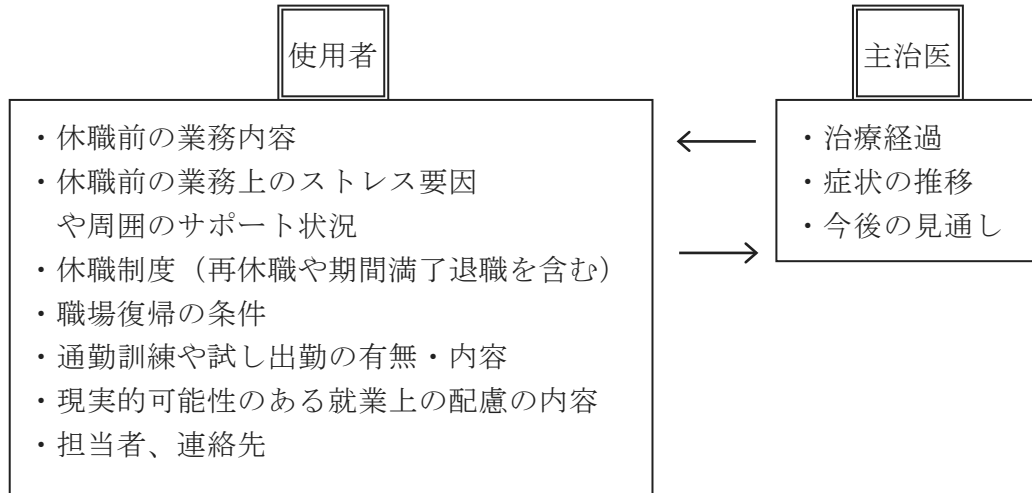 使用者
・休職前の業務内容
・休職前の業務上のストレス要因
や周囲のサポート状況
・休職制度（再休職や期間満了退職を含む）
・職場復帰の条件
・通勤訓練や試し出勤の有無・内容
・現実的可能性のある就業上の配慮の内容
・担当者、連絡先
主治医
・治療経過
・症状の推移
・今後の見通し